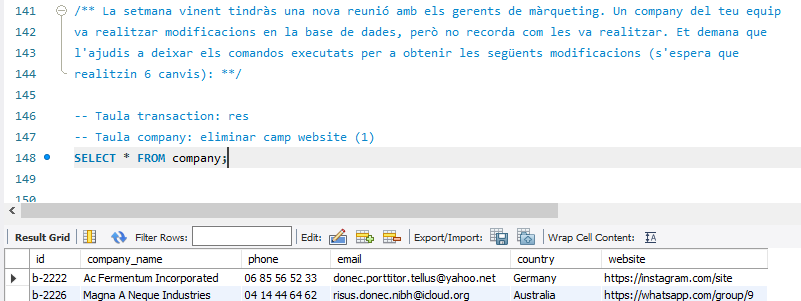 141 /** La setmana vinent tindràs una nova reunió amb els gerents de màrqueting. Un company del teu equip
142 va realitzar modificacions en la base de dades, però no recorda com les va realitzar. Et demana que
143 l'ajudis a deixar els comandos executats per a obtenir les següents modificacions (s'espera que
144 realitzin 6 canvis): **/
145
146 -- Taula transaction: res
147 -- Taula company: eliminar camp website (1)
148 SELECT * FROM company;
149
150
Result Grid Filter Rows: Edit: Export/Import: Wrap Cell Content: IA
id company_name phone email country website
b-2222 Ac Fermentum Incorporated 06 85 56 52 33 donec.porttitor.tellus@yahoo.net Germany https://instagram.com/site
b-2226 Magna A Neque Industries 04 14 44 64 62 risus.donec.nibh@icloud.org Australia https://whatsapp.com/group/9